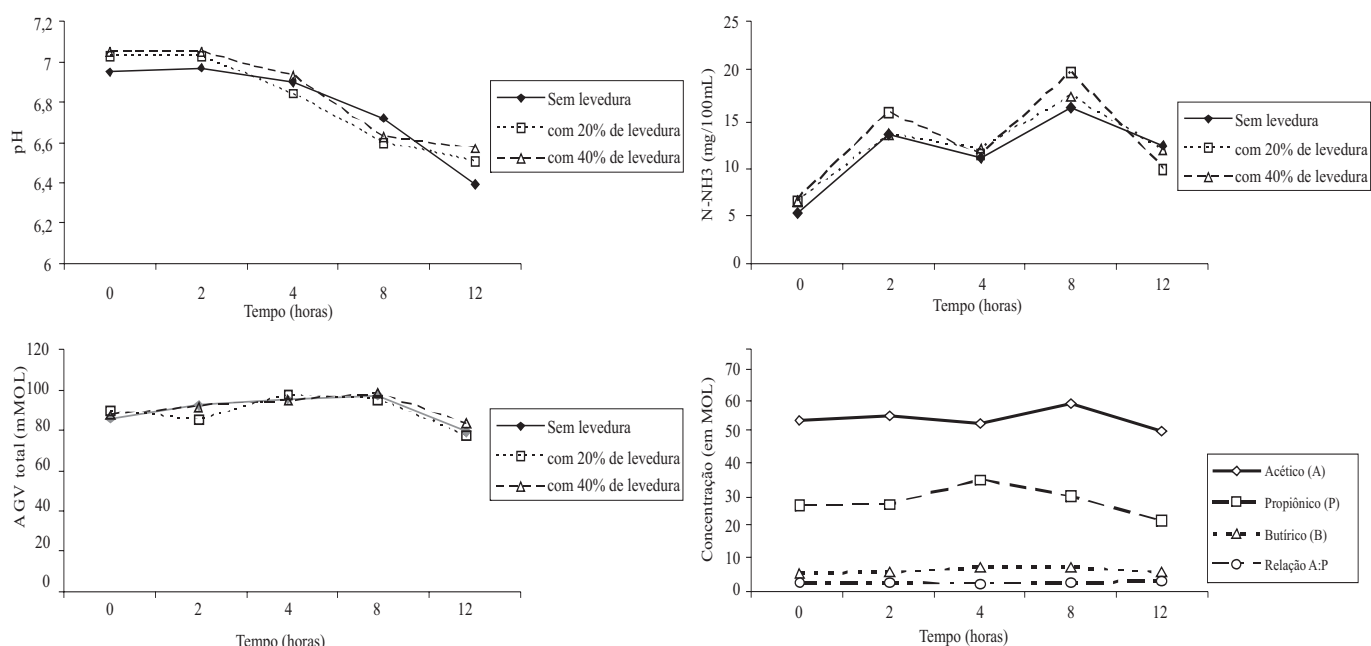 7,2
7
6,8
6,6
6,4
6,2
6
pH
0 2 4 8 12
Tempo (horas)
Sem levedura
com 20% de levedura
com 40% de levedura
25
20
15
10
5
0
N-NH3 (mg/100mL)
0 2 4 8 12
Tempo (horas)
Sem levedura
com 20% de levedura
com 40% de levedura
120
100
80
60
40
20
0
AGV total (mMOL)
0 2 4 8 12
Tempo (horas)
Sem levedura
com 20% de levedura
com 40% de levedura
70
60
50
40
30
20
10
0
Concentração (em MOL)
0 2 4 8 12
Tempo (horas)
Acético (A)
Propiônico (P)
Butírico (B)
Relação A:P